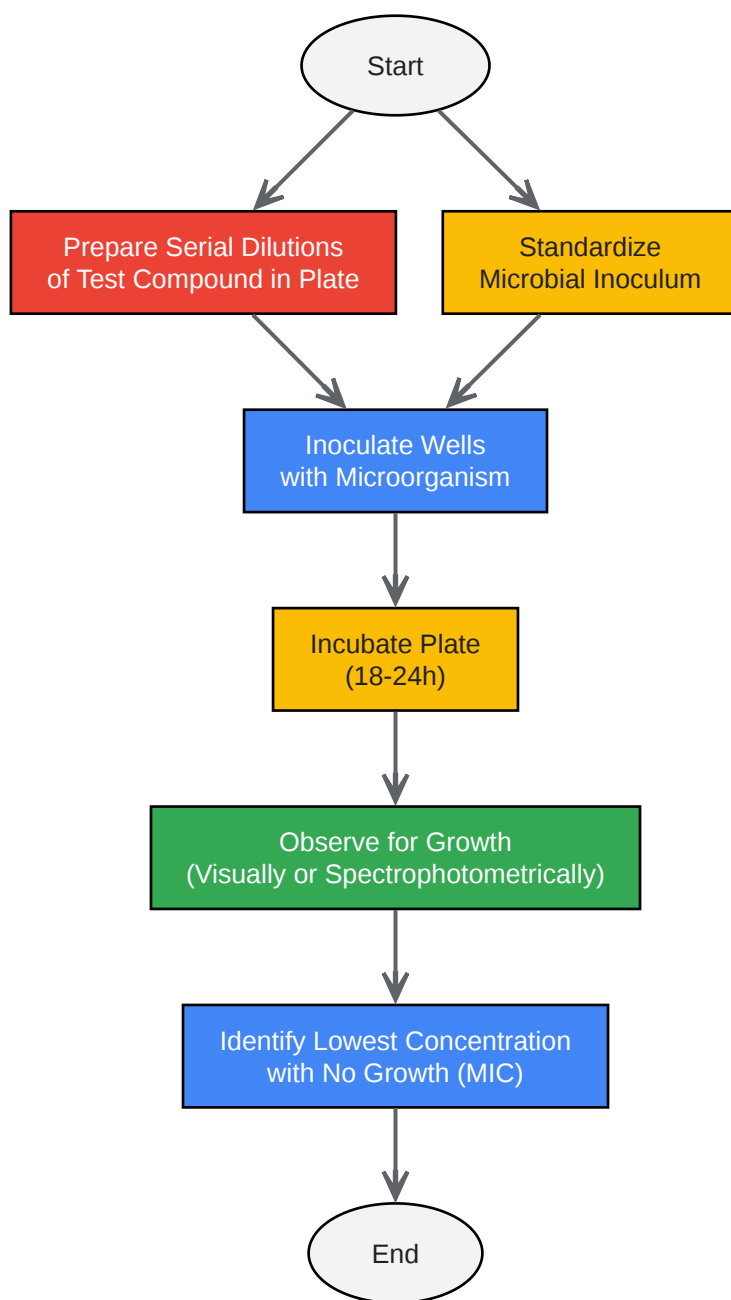 Start
Prepare Serial Dilutions
of Test Compound in Plate
Standardize
Microbial Inoculum
Inoculate Wells
with Microorganism
Incubate Plate
(18-24h)
Observe for Growth
(Visually or Spectrophotometrically)
Identify Lowest Concentration
with No Growth (MIC)
End